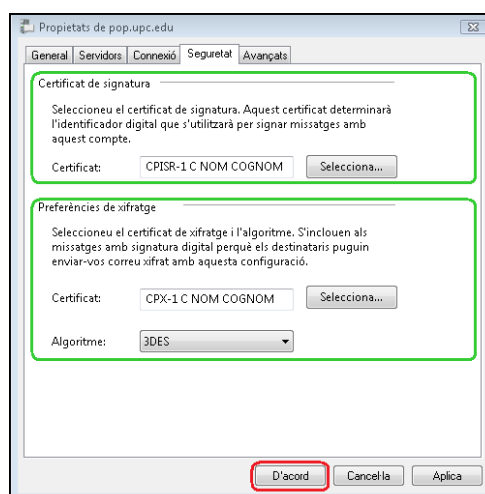 Propietats de pop.upc.edu
General Servidors Connexió Seguretat Avançats
Certificat de signatura
Seleccioneu el certificat de signatura. Aquest certificat determinarà
l'identificador digital que s'utilitzarà per signar missatges amb
aquest compte.
Certificat: CPISR-1 C NOM COGNOM Selecciona...
Preferències de xifratge
Seleccioneu el certificat de xifratge i l'algoritme. S'inclouen als
missatges amb signatura digital perquè els destinataris puguin
enviar-vos correu xifrat amb aquesta configuració.
Certificat: CPX-1 C NOM COGNOM Selecciona...
Algoritme: 3DES
D'acord Cancel·la Aplica